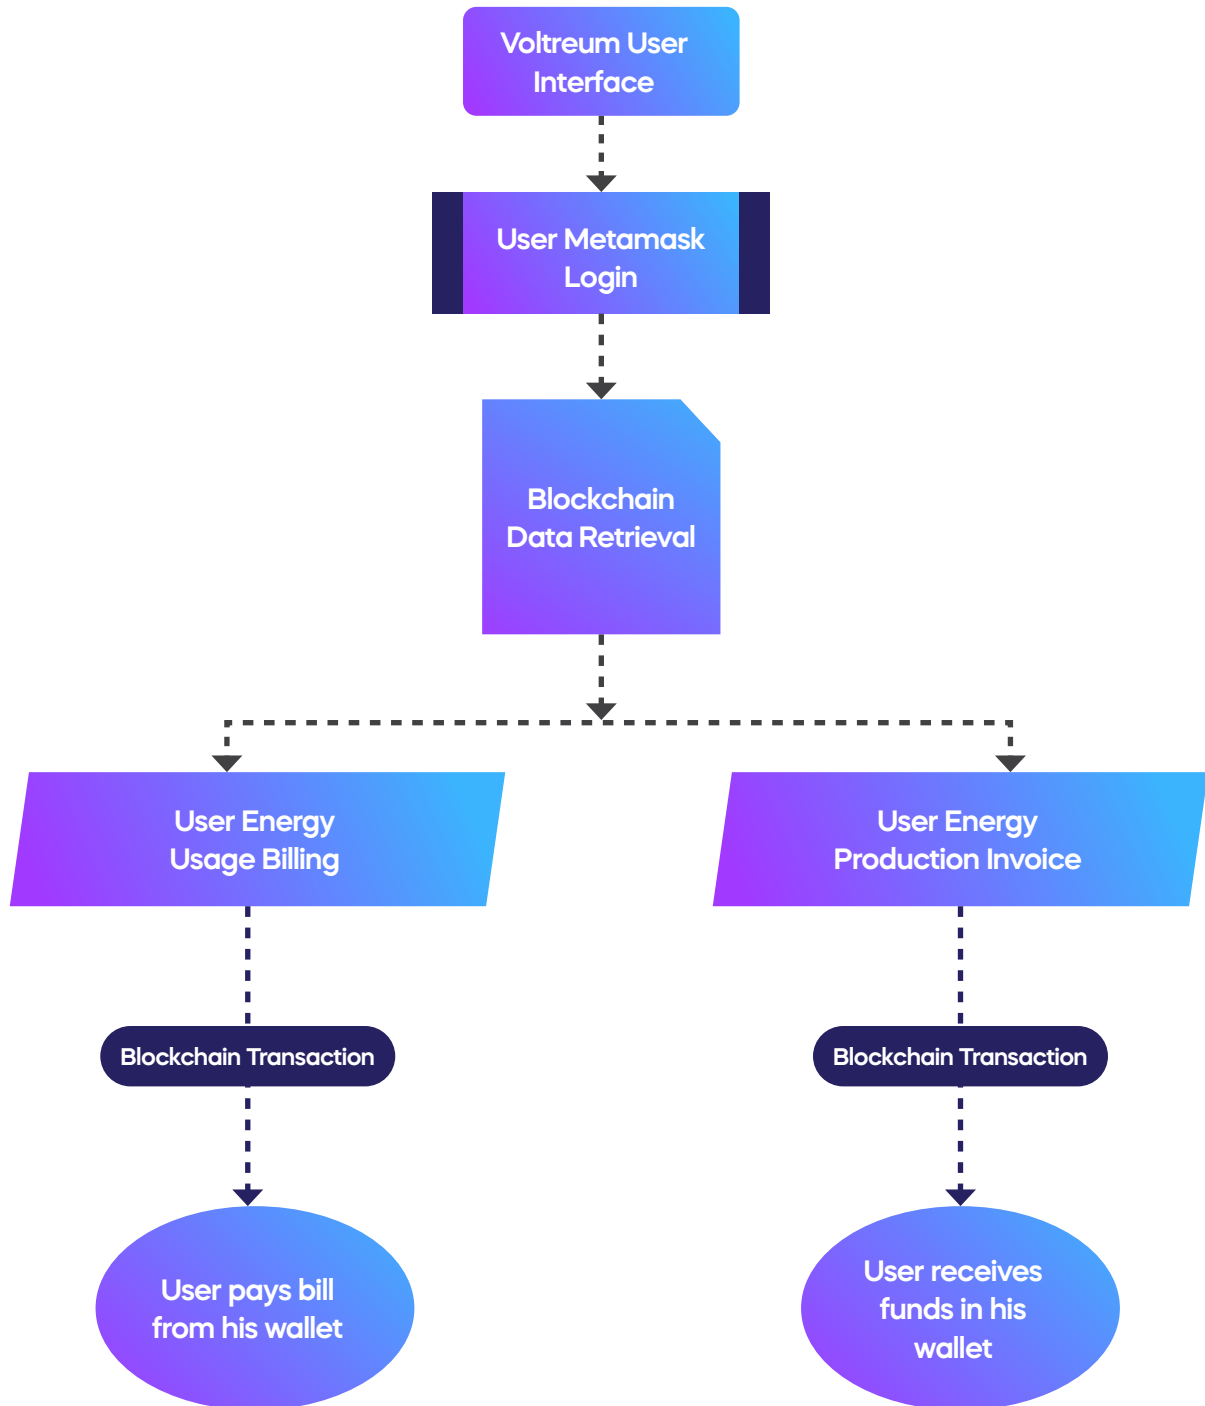 Voltreum User
Interface
User Metamask
Login
Blockchain
Data Retrieval
User Energy
Usage Billing
User Energy
Production Invoice
Blockchain Transaction
Blockchain Transaction
User pays bill
from his wallet
User receives
funds in his
wallet